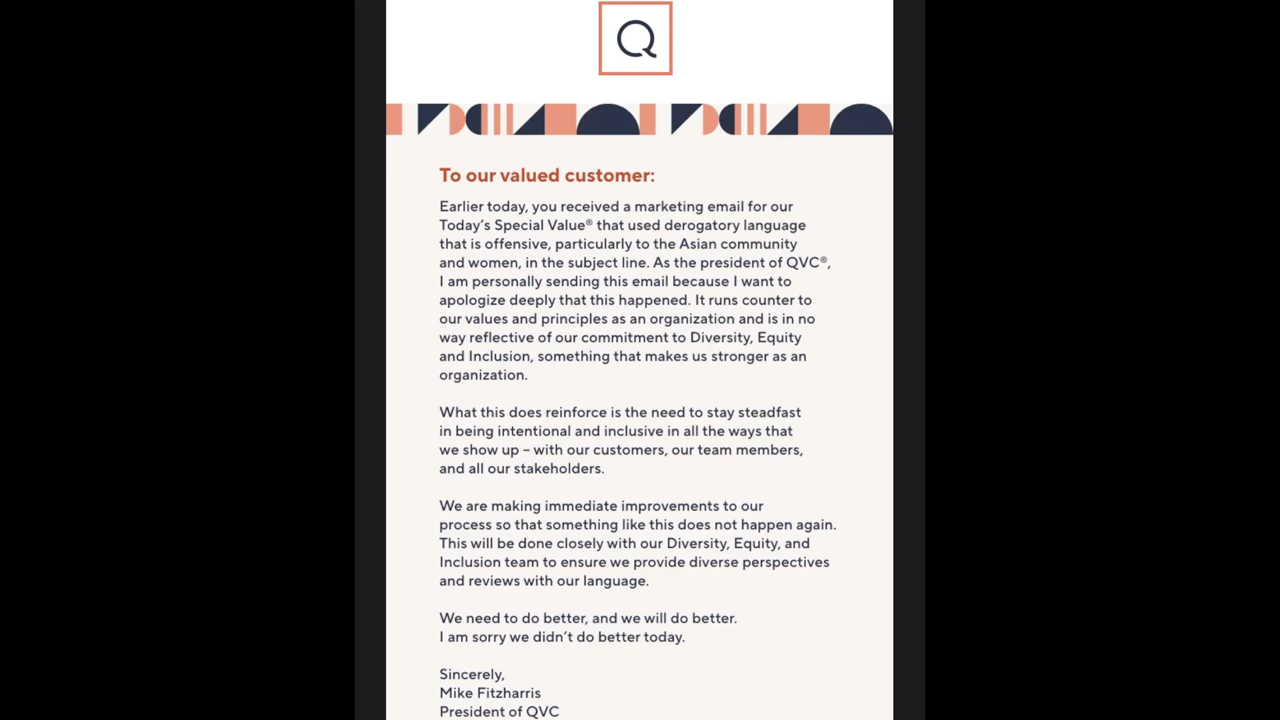 Q
To our valued customer:
Earlier today, you received a marketing email for our
Today's Special Value® that used derogatory language
that is offensive, particularly to the Asian community
and women, in the subject line. As the president of QVC®,
I am personally sending this email because I want to
apologize deeply that this happened. It runs counter to
our values and principles as an organization and is in no
way reflective of our commitment to Diversity, Equity
and Inclusion, something that makes us stronger as an
organization.
What this does reinforce is the need to stay steadfast
in being intentional and inclusive in all the ways that
we show up – with our customers, our team members,
and all our stakeholders.
We are making immediate improvements to our
process so that something like this does not happen again.
This will be done closely with our Diversity, Equity, and
Inclusion team to ensure we provide diverse perspectives
and reviews with our language.
We need to do better, and we will do better.
I am sorry we didn't do better today.
Sincerely,
Mike Fitzharris
President of QVC